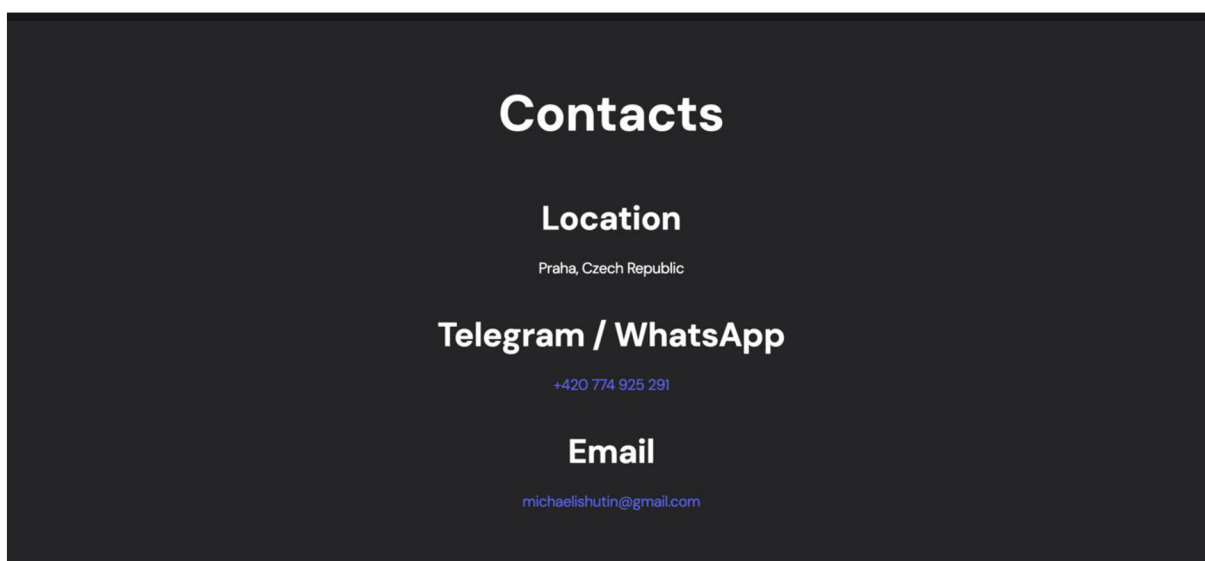 Contacts
Location
Praha, Czech Republic
Telegram / WhatsApp
+420 774 925 291
Email
michaelishutin@gmail.com